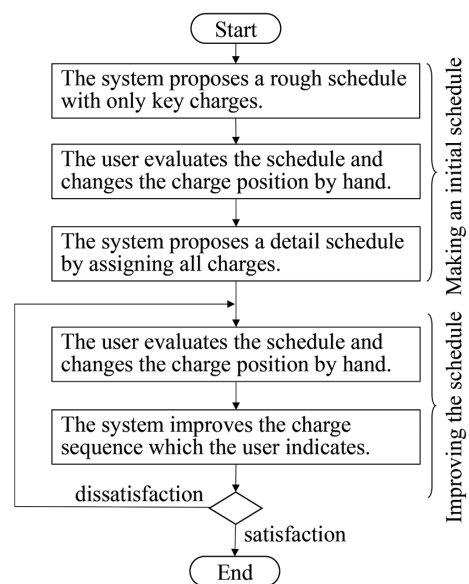 Start
The system proposes a rough schedule
with only key charges.
The user evaluates the schedule and
changes the charge position by hand.
The system proposes a detail schedule
by assigning all charges.
Making an initial schedule
The user evaluates the schedule and
changes the charge position by hand.
The system improves the charge
sequence which the user indicates.
Improving the schedule
dissatisfaction
satisfaction
End